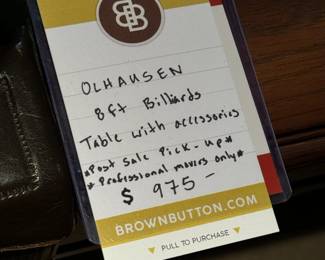 BB
OLHAUSEN
8ft Billiards
Table with accessories
*Post Sale Pick-Up*
*Professional movers only*
$ 975 —
BROWNBUTTON.COM
PULL TO PURCHASE